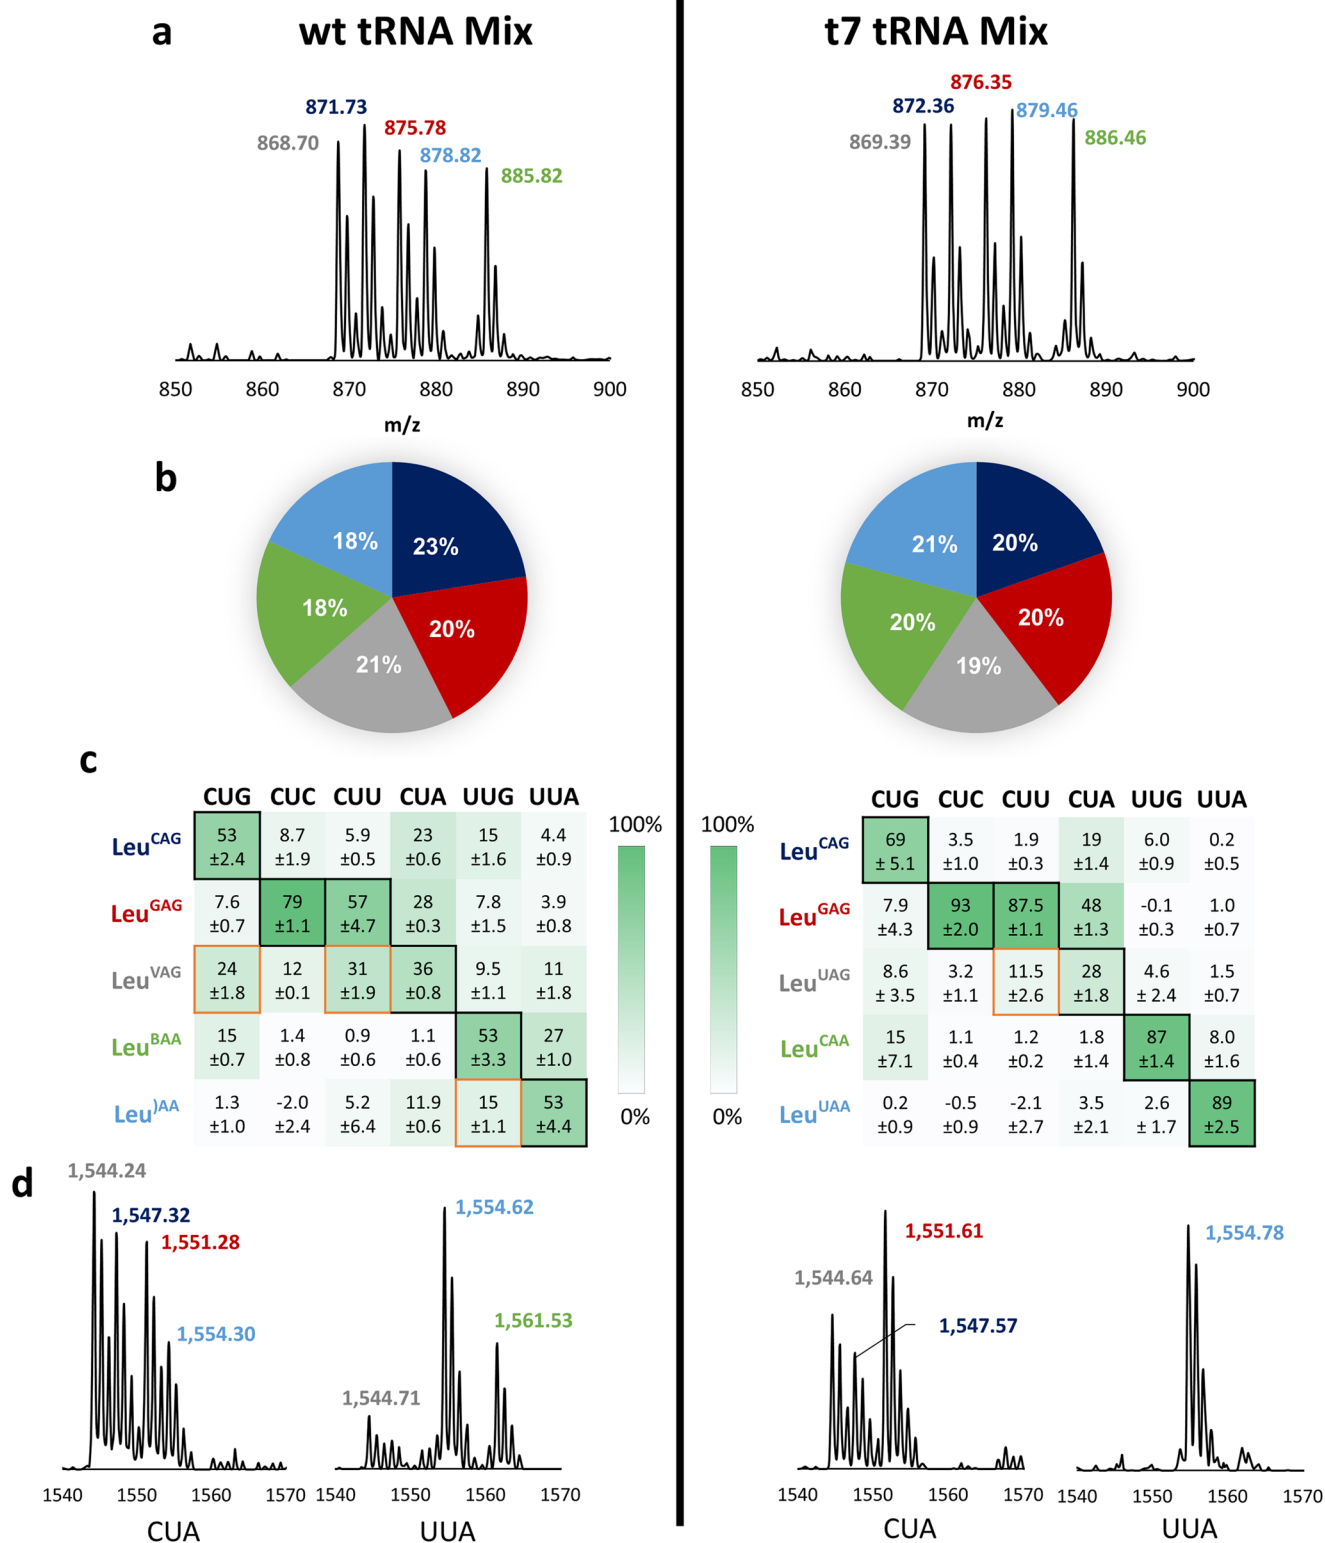 a wt tRNA Mix t7 tRNA Mix
871.73
875.78
868.70
878.82
885.82
850 860 870 880 890 900
m/z
876.35
872.36
879.46
869.39
886.46
850 860 870 880 890 900
m/z
b
18% 23%
18%
20%
21%
21% 20%
20%
20%
19%
c
CUG CUC CUU CUA UUG UUA
Leu^CAG 53 ±2.4 8.7 ±1.9 5.9 ±0.5 23 ±0.6 15 ±1.6 4.4 ±0.9
Leu^GAG 7.6 ±0.7 79 ±1.1 57 ±4.7 28 ±0.3 7.8 ±1.5 3.9 ±0.8
Leu^VAG 24 ±1.8 12 ±0.1 31 ±1.9 36 ±0.8 9.5 ±1.1 11 ±1.8
Leu^BAA 15 ±0.7 1.4 ±0.8 0.9 ±0.6 1.1 ±0.6 53 ±3.3 27 ±1.0
Leu^)AA 1.3 ±1.0 -2.0 ±2.4 5.2 ±6.4 11.9 ±0.6 15 ±1.1 53 ±4.4
100% 100%
0% 0%
CUG CUC CUU CUA UUG UUA
Leu^CAG 69 ± 5.1 3.5 ±1.0 1.9 ±0.3 19 ±1.4 6.0 ±0.9 0.2 ±0.5
Leu^GAG 7.9 ±4.3 93 ±2.0 87.5 ±1.1 48 ±1.3 -0.1 ±0.3 1.0 ±0.7
Leu^UAG 8.6 ± 3.5 3.2 ±1.1 11.5 ±2.6 28 ±1.8 4.6 ± 2.4 1.5 ±0.7
Leu^CAA 15 ±7.1 1.1 ±0.4 1.2 ±0.2 1.8 ±1.4 87 ±1.4 8.0 ±1.6
Leu^UAA 0.2 ±0.9 -0.5 ±0.9 -2.1 ±2.7 3.5 ±2.1 2.6 ± 1.7 89 ±2.5
d
1,544.24
1,547.32
1,551.28
1,554.30
1540 1550 1560 1570
CUA
1,554.62
1,561.53
1,544.71
1540 1550 1560 1570
UUA
1,551.61
1,544.64
1,547.57
1540 1550 1560 1570
CUA
1,554.78
1540 1550 1560 1570
UUA